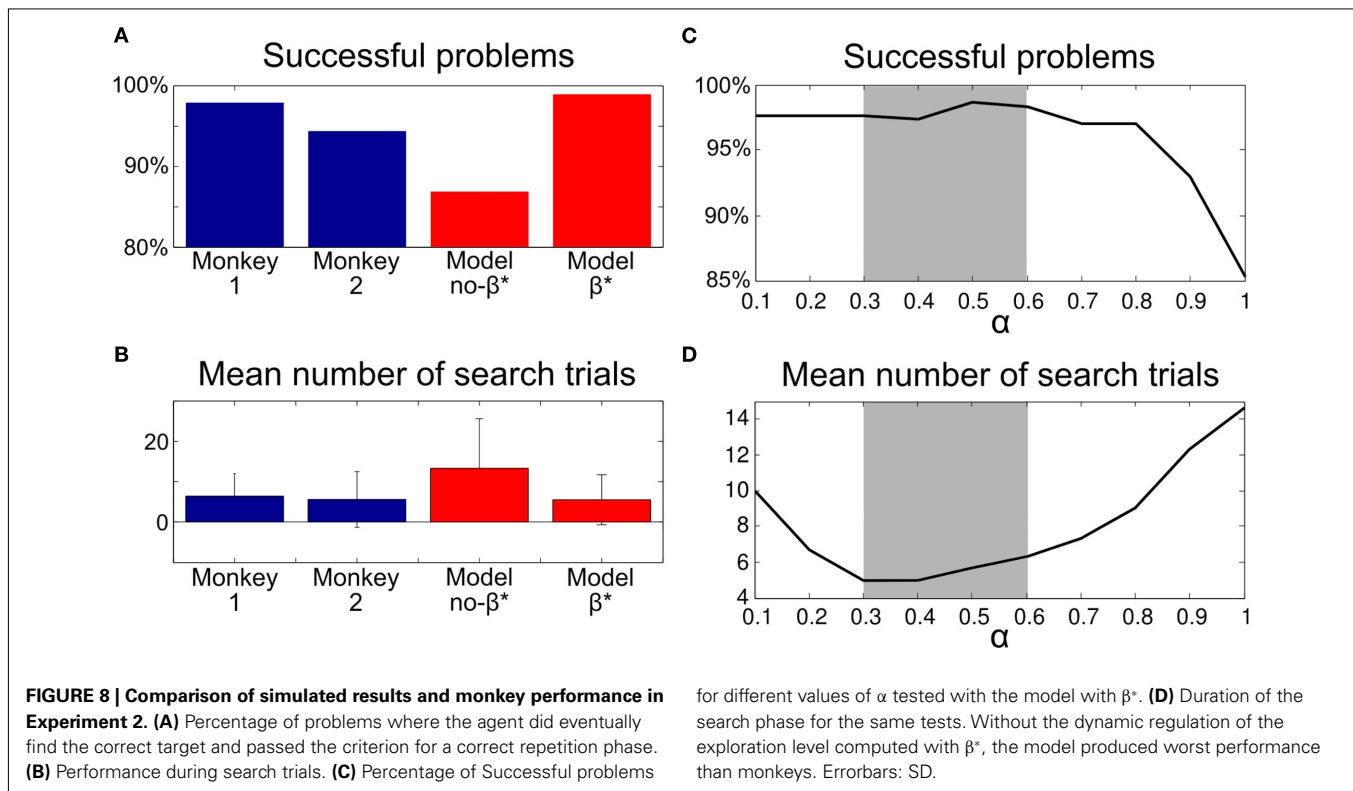 A
Successful problems
100%
90%
80%
Monkey 1
Monkey 2
Model no-β*
Model β*
B
Mean number of search trials
20
0
Monkey 1
Monkey 2
Model no-β*
Model β*
C
Successful problems
100%
95%
90%
85%
0.1 0.2 0.3 0.4 0.5 0.6 0.7 0.8 0.9 1
α
D
Mean number of search trials
14
12
10
8
6
4
0.1 0.2 0.3 0.4 0.5 0.6 0.7 0.8 0.9 1
α
FIGURE 8 | Comparison of simulated results and monkey performance in
Experiment 2. (A) Percentage of problems where the agent did eventually
find the correct target and passed the criterion for a correct repetition phase.
(B) Performance during search trials. (C) Percentage of Successful problems
for different values of α tested with the model with β*. (D) Duration of the
search phase for the same tests. Without the dynamic regulation of the
exploration level computed with β*, the model produced worst performance
than monkeys. Errorbars: SD.